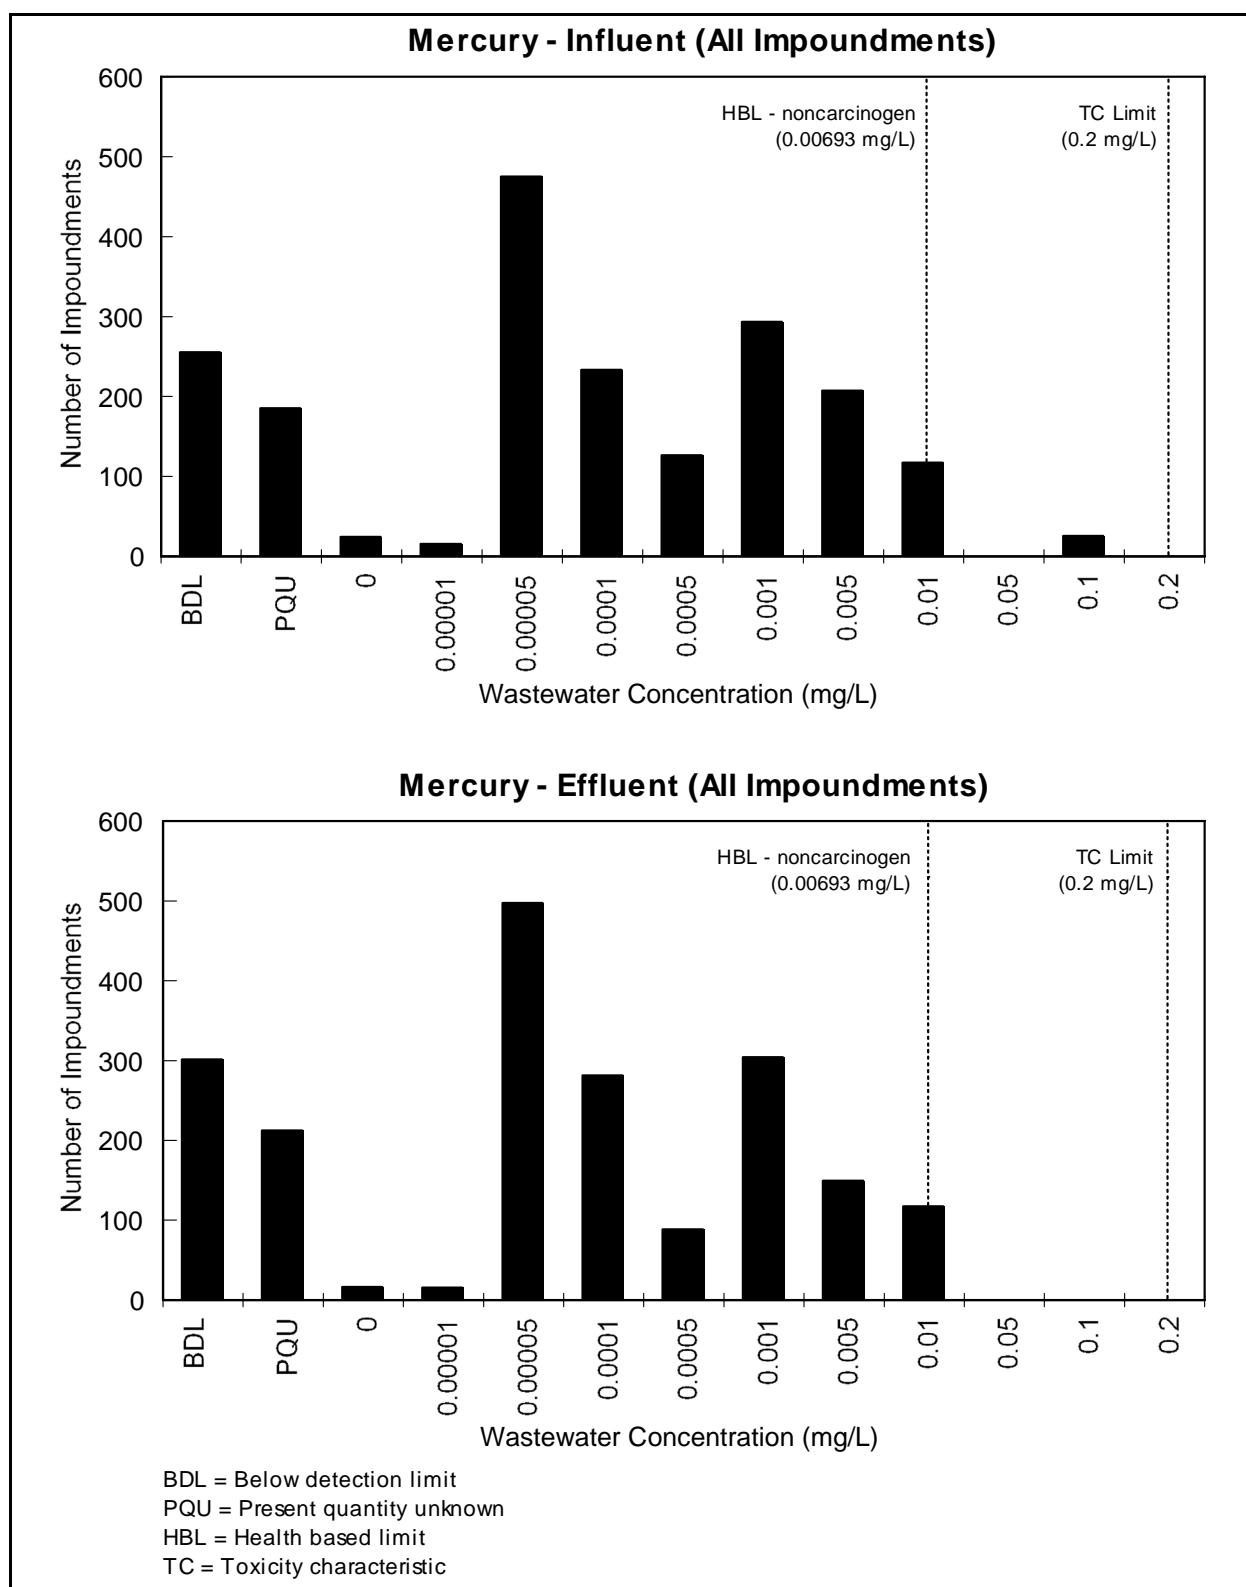 Mercury - Influent (All Impoundments)
600
500
400
300
200
100
0
Number of Impoundments
HBL - noncarcinogen
(0.00693 mg/L)
TC Limit
(0.2 mg/L)
BDL
PQU
0
0.00001
0.00005
0.0001
0.0005
0.001
0.005
0.01
0.05
0.1
0.2
Wastewater Concentration (mg/L)
Mercury - Effluent (All Impoundments)
600
500
400
300
200
100
0
Number of Impoundments
HBL - noncarcinogen
(0.00693 mg/L)
TC Limit
(0.2 mg/L)
BDL
PQU
0
0.00001
0.00005
0.0001
0.0005
0.001
0.005
0.01
0.05
0.1
0.2
Wastewater Concentration (mg/L)
BDL = Below detection limit
PQU = Present quantity unknown
HBL = Health based limit
TC = Toxicity characteristic